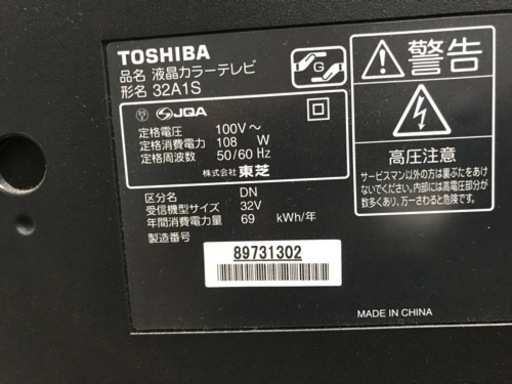 TOSHIBA
品名 液晶カラーテレビ
形名 32A1S
G
JQA
定格電圧 100V～
定格消費電力 108 W
定格周波数 50/60 Hz
株式会社 東芝
区分名 DN
受信機型サイズ 32V
年間消費電力量 69 kWh/年
製造番号
89731302
警告
高圧注意
サービスマン以外の方は裏ぶたをあけ
ないでください。内部には高電圧部分が
数多くあり、万一さわると危険です。
MADE IN CHINA